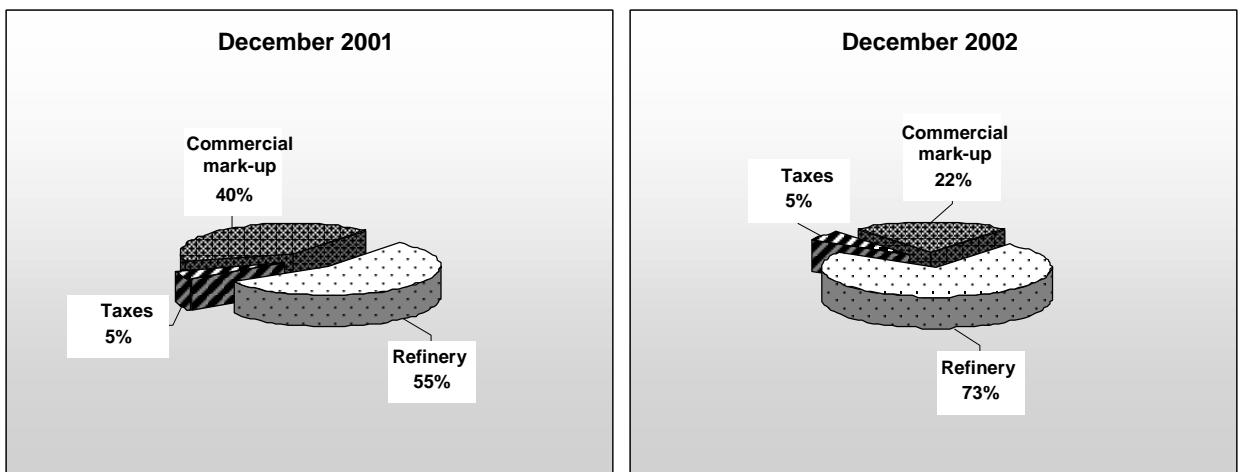 December 2001
Commercial
mark-up
40%
Taxes
5%
Refinery
55%
December 2002
Commercial
mark-up
22%
Taxes
5%
Refinery
73%